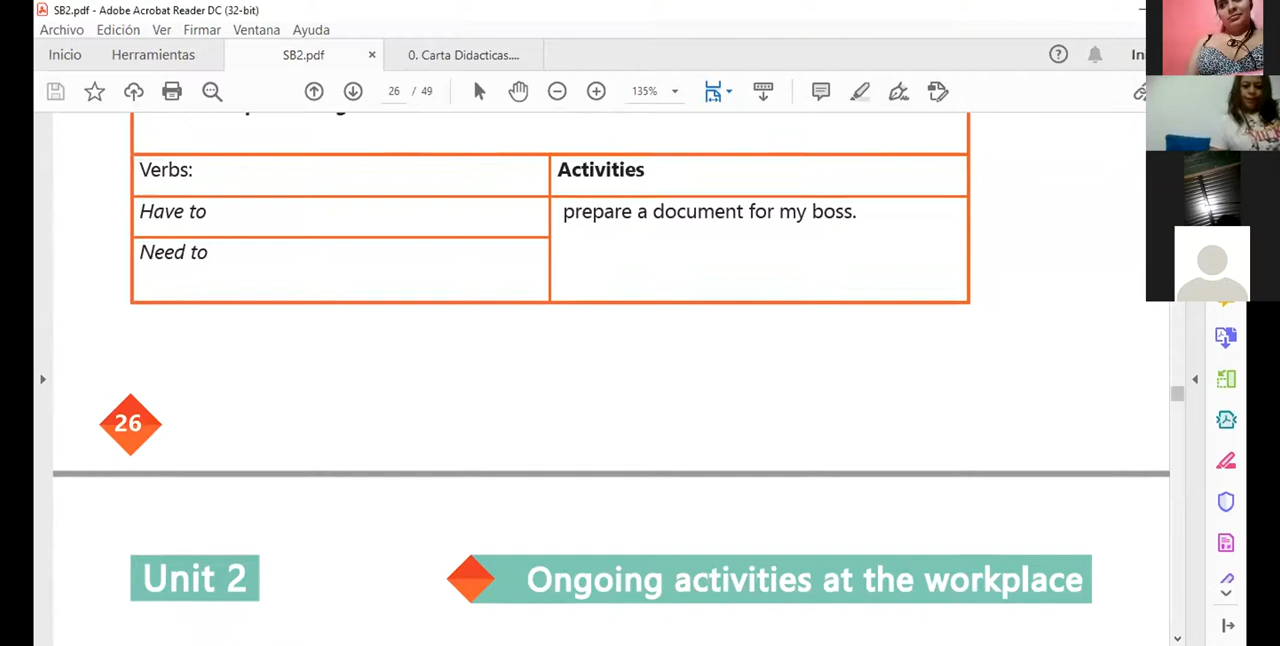 SB2.pdf - Adobe Acrobat Reader DC (32-bit)
Archivo Edición Ver Firmar Ventana Ayuda
Inicio Herramientas SB2.pdf × 0. Carta Didacticas.... In
26 / 49 135%
Verbs: Activities
Have to prepare a document for my boss.
Need to
26
Unit 2 Ongoing activities at the workplace